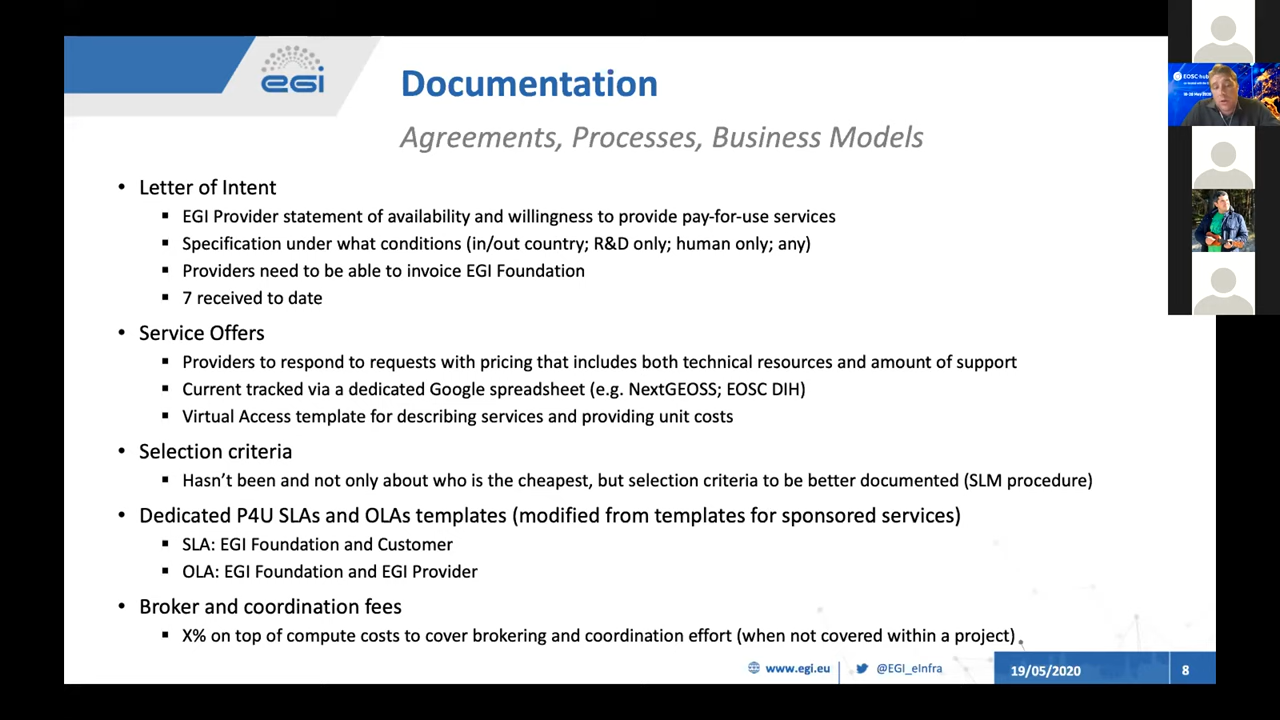 EGI
Documentation
Agreements, Processes, Business Models
• Letter of Intent
▪ EGI Provider statement of availability and willingness to provide pay-for-use services
▪ Specification under what conditions (in/out country; R&D only; human only; any)
▪ Providers need to be able to invoice EGI Foundation
▪ 7 received to date
• Service Offers
▪ Providers to respond to requests with pricing that includes both technical resources and amount of support
▪ Current tracked via a dedicated Google spreadsheet (e.g. NextGEOSS; EOSC DIH)
▪ Virtual Access template for describing services and providing unit costs
• Selection criteria
▪ Hasn't been and not only about who is the cheapest, but selection criteria to be better documented (SLM procedure)
• Dedicated P4U SLAs and OLAs templates (modified from templates for sponsored services)
▪ SLA: EGI Foundation and Customer
▪ OLA: EGI Foundation and EGI Provider
• Broker and coordination fees
▪ X% on top of compute costs to cover brokering and coordination effort (when not covered within a project)
www.egi.eu
@EGI_eInfra
19/05/2020
8
EOSC-hub